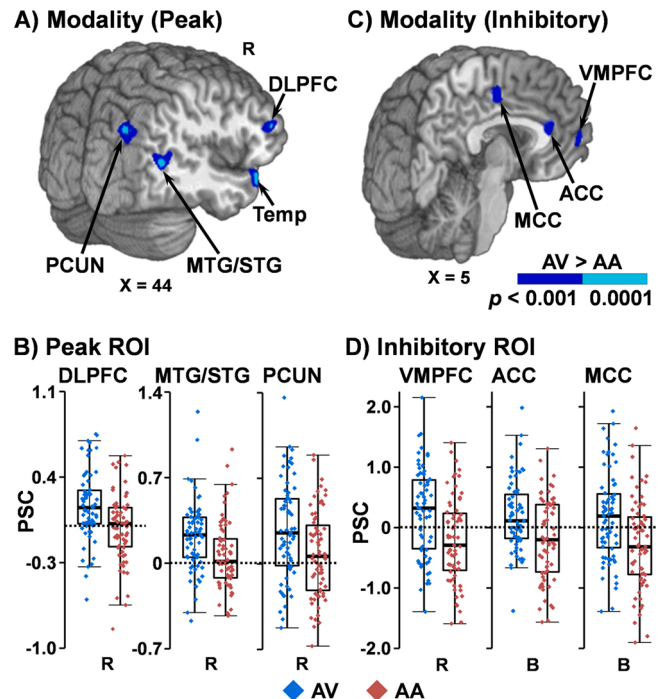 A) Modality (Peak)
R
DLPFC
Temp
PCUN
MTG/STG
X = 44
C) Modality (Inhibitory)
VMPFC
ACC
MCC
X = 5
AV > AA
p < 0.001 0.0001
B) Peak ROI
DLPFC MTG/STG PCUN
PSC
1.1
0.4
-0.3
-1.0
1.4
0.7
0
-0.7
R R R
D) Inhibitory ROI
VMPFC ACC MCC
PSC
2.0
1.0
0
-1.0
-2.0
R B B
AV AA